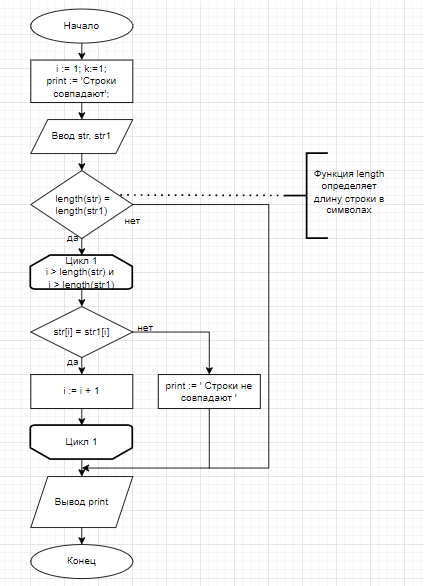 Начало
i := 1; k:=1;
print := 'Строки
совпадают';
Ввод str, str1
Функция length
определяет
длину строки в
символах
length(str) =
length(str1)
нет
да
Цикл 1
i > length(str) и
i > length(str1)
str[i] = str1[i]
нет
да
i := i + 1
print := ' Строки не
совпадают '
Цикл 1
Вывод print
Конец